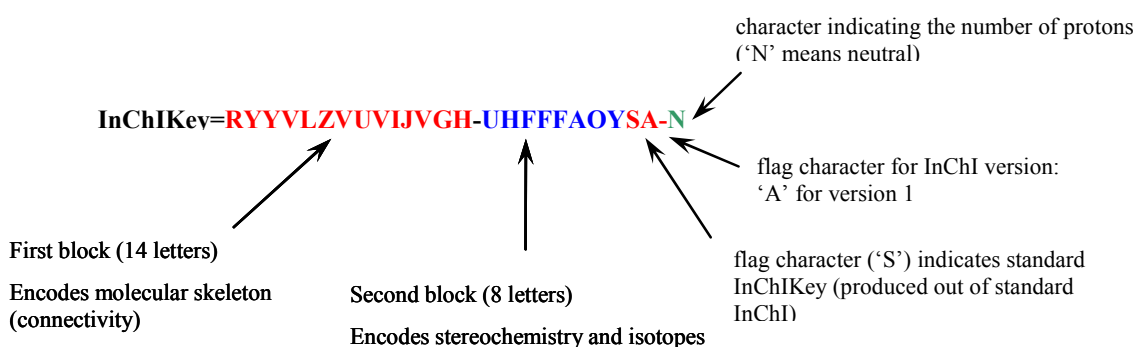 character indicating the number of protons
('N' means neutral)
InChIKey=RYYVLZVUVIJVGH-UHFFFAOYSA-N
flag character for InChI version:
'A' for version 1
First block (14 letters)
Encodes molecular skeleton
(connectivity)
Second block (8 letters)
Encodes stereochemistry and isotopes
flag character ('S') indicates standard
InChIKey (produced out of standard
InChI)